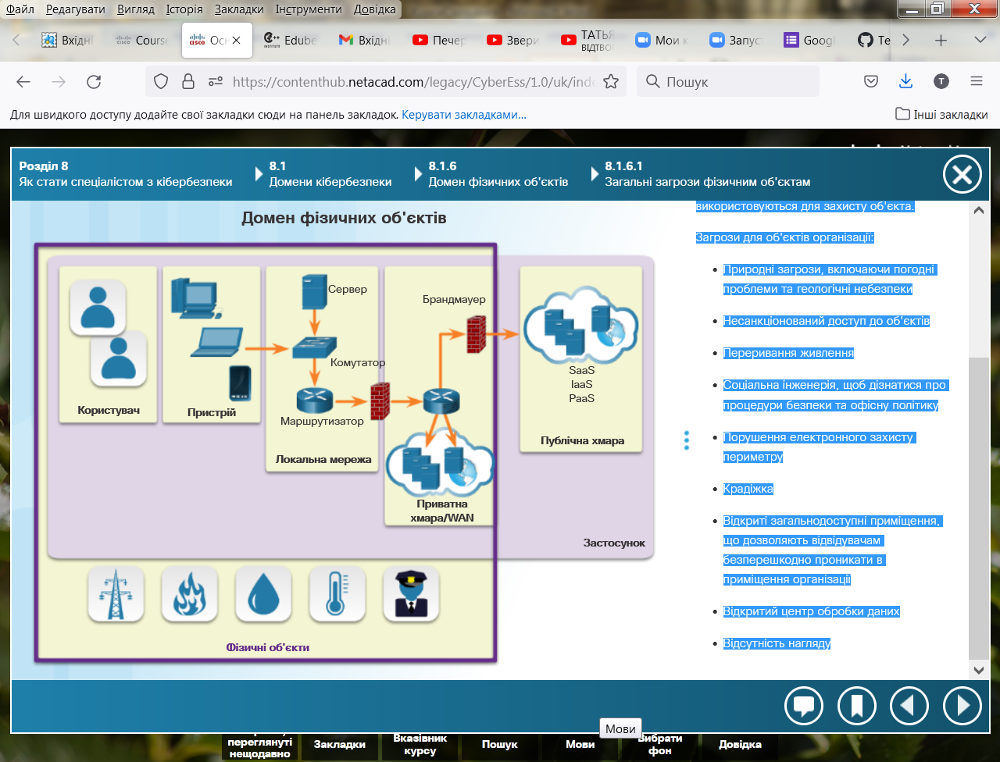 Файл Редагувати Вигляд Історія Закладки Інструменти Довідка
Вхідні Course Осн Edube Вхідні Печер Звери ТАТЬЯ Мои к Запус Googl Te
ВІДТВОР
https://contenthub.netacad.com/legacy/CyberEss/1.0/uk/inde
Пошук
Для швидкого доступу додайте свої закладки сюди на панель закладок. Керувати закладками...
Інші закладки
Розділ 8
Як стати спеціалістом з кібербезпеки
8.1
Домени кібербезпеки
8.1.6
Домен фізичних об'єктів
8.1.6.1
Загальні загрози фізичним об'єктам
Домен фізичних об'єктів
Користувач
Пристрій
Сервер
Комутатор
Маршрутизатор
Локальна мережа
Брандмауер
Приватна
хмара/WAN
SaaS
IaaS
PaaS
Публічна хмара
Застосунок
Фізичні об'єкти
використовуються для захисту об'єкта.
Загрози для об'єктів організації:
• Природні загрози, включаючи погодні
проблеми та геологічні небезпеки
• Несанкціонований доступ до об'єктів
• Переривання живлення
• Соціальна інженерія, щоб дізнатися про
процедури безпеки та офісну політику
• Порушення електронного захисту
периметру
• Крадіжка
• Відкриті загальнодоступні приміщення,
що дозволяють відвідувачам
безперешкодно проникати в
приміщення організації
• Відкритий центр обробки даних
• Відсутність нагляду
Мови
переглянуті
нещодавно
Закладки
Вказівник
курсу
Пошук
Мови
Вибрати
фон
Довідка